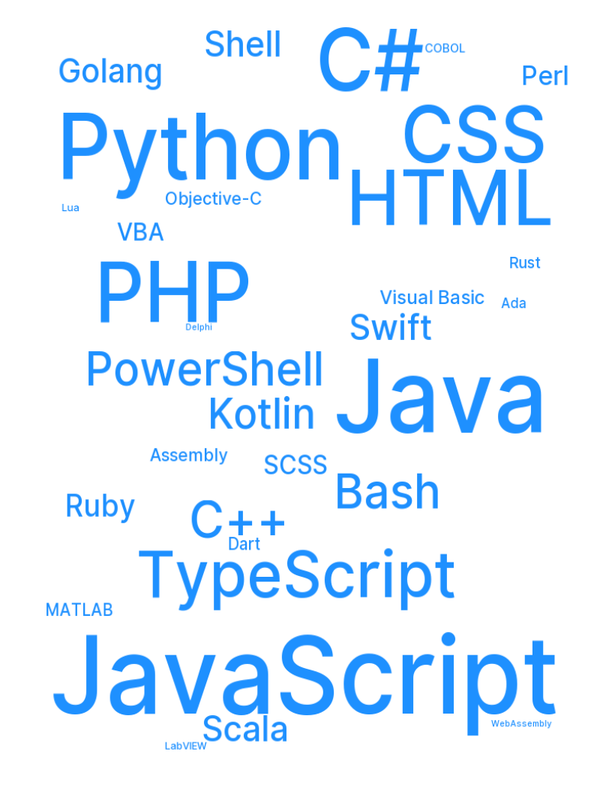 Shell
C#
COBOL
Golang
Perl
Python
CSS
Objective-C
HTML
Lua
VBA
Rust
PHP
Visual Basic
Ada
Delphi
Swift
PowerShell
Java
Kotlin
Assembly
SCSS
Bash
Ruby
C++
Dart
TypeScript
MATLAB
JavaScript
WebAssembly
Scala
LabVIEW